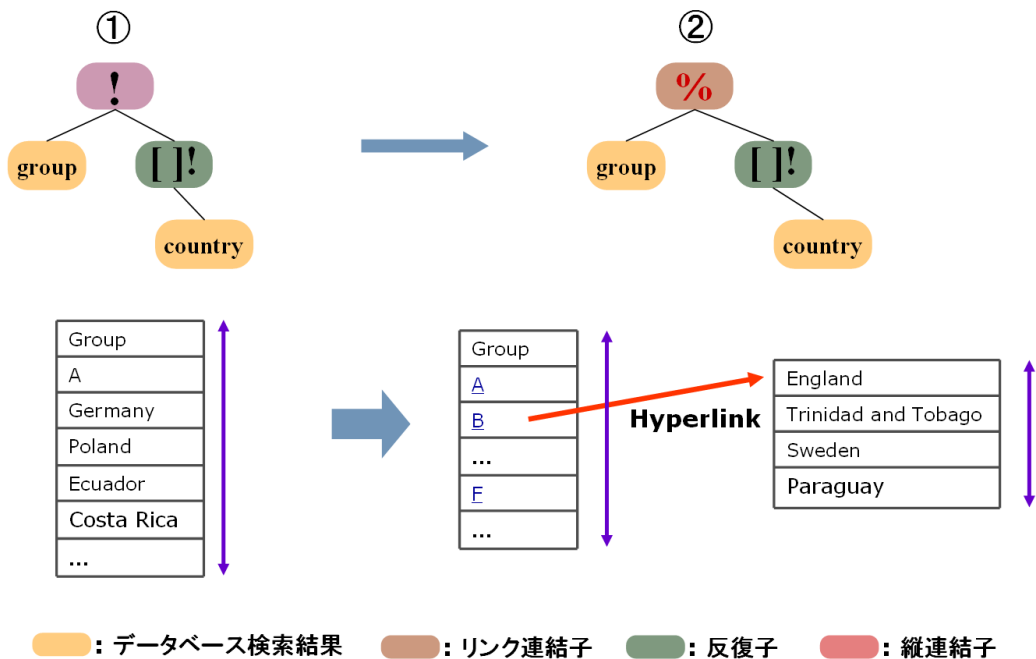 ① ②
! %
group [ ]! group [ ]!
country country
Group
A
Germany
Poland
Ecuador
Costa Rica
...
Group
A
B
...
F
...
Hyperlink
England
Trinidad and Tobago
Sweden
Paraguay
: データベース検索結果 : リンク連結子 : 反復子 : 縦連結子